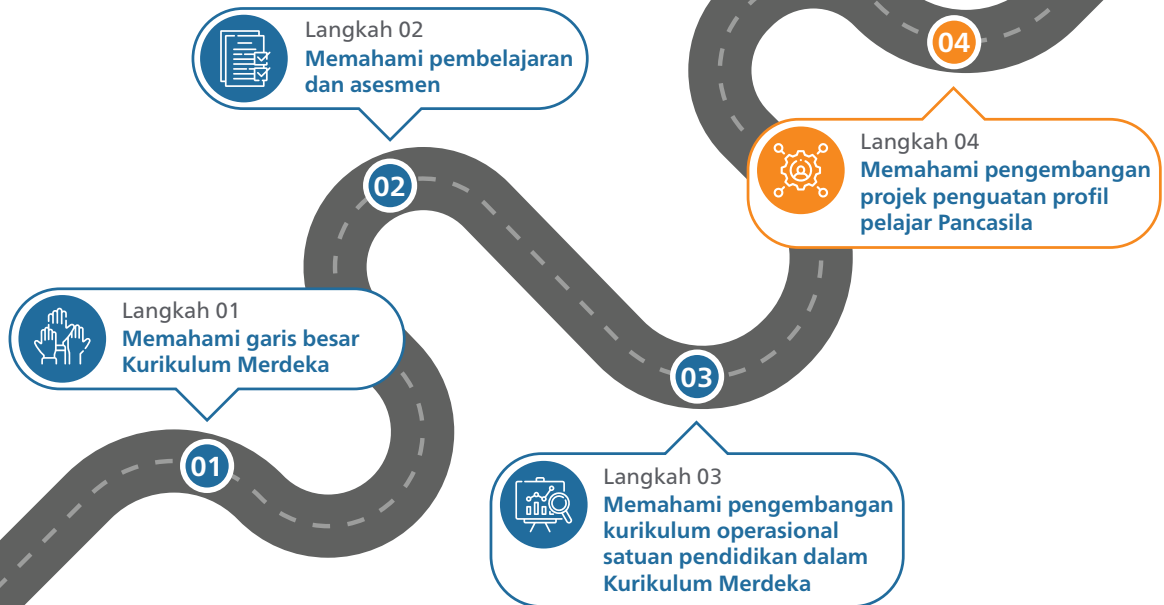 Langkah 01
Memahami garis besar
Kurikulum Merdeka
01
Langkah 02
Memahami pembelajaran
dan asesmen
02
Langkah 03
Memahami pengembangan
kurikulum operasional
satuan pendidikan dalam
Kurikulum Merdeka
03
Langkah 04
Memahami pengembangan
projek penguatan profil
pelajar Pancasila
04